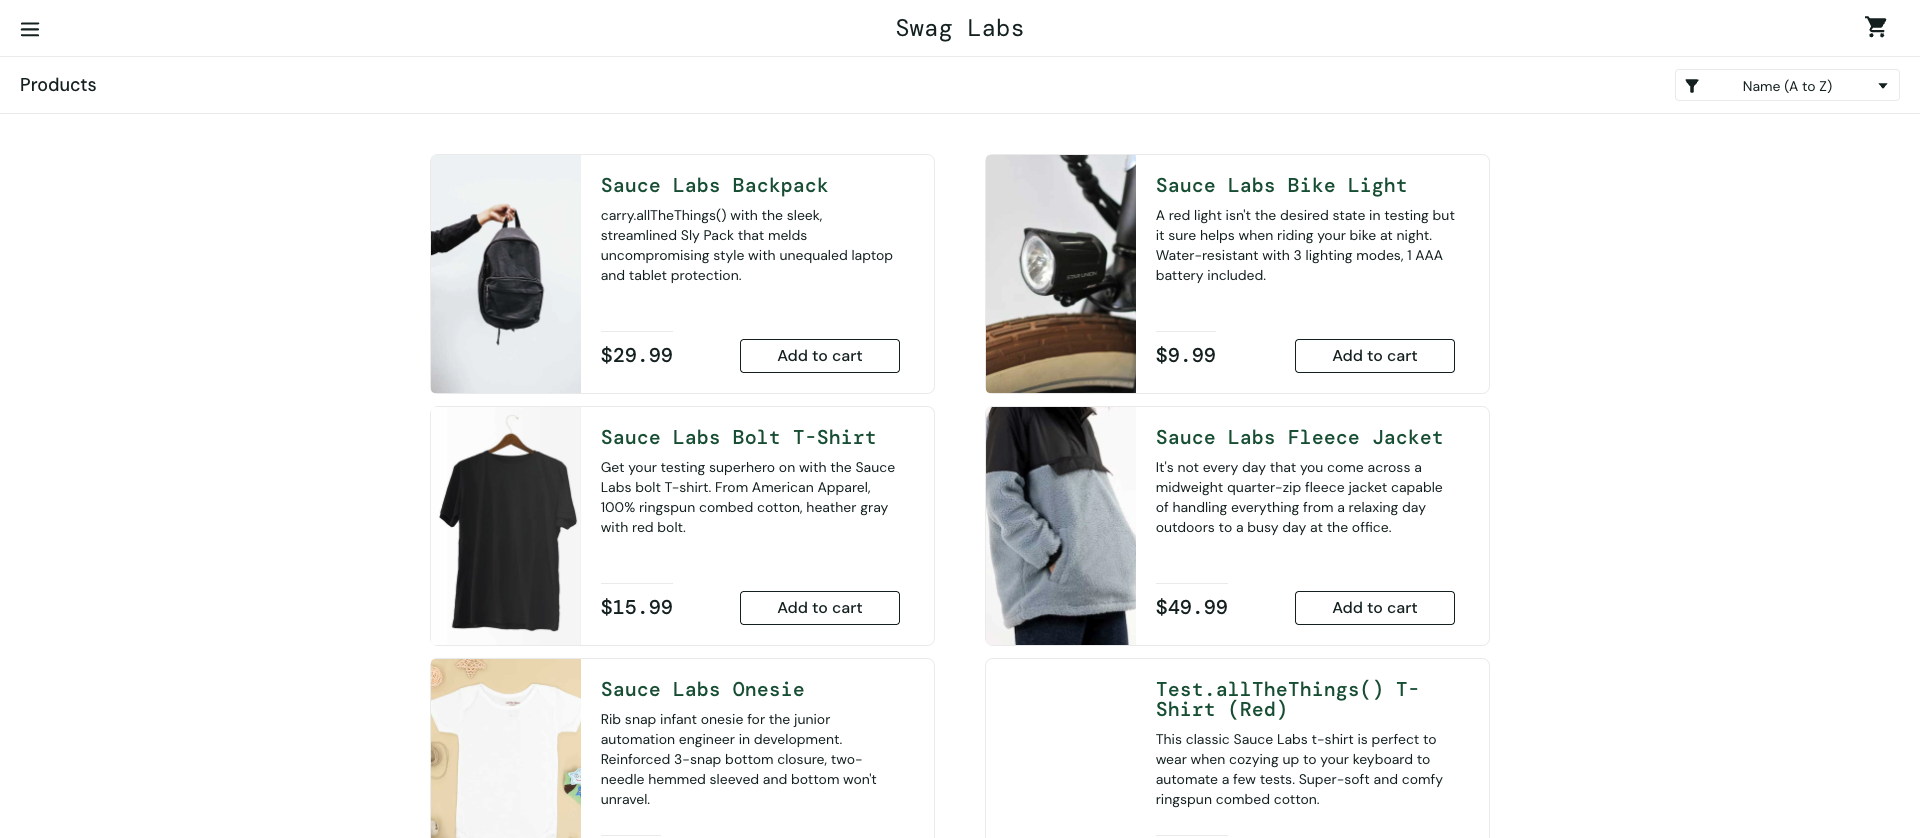 Swag Labs
Products
Name (A to Z)
Sauce Labs Backpack
carry.allTheThings() with the sleek,
streamlined Sly Pack that melds
uncompromising style with unequaled laptop
and tablet protection.
$29.99
Add to cart
Sauce Labs Bike Light
A red light isn't the desired state in testing but
it sure helps when riding your bike at night.
Water-resistant with 3 lighting modes, 1 AAA
battery included.
$9.99
Add to cart
Sauce Labs Bolt T-Shirt
Get your testing superhero on with the Sauce
Labs bolt T-shirt. From American Apparel,
100% ringspun combed cotton, heather gray
with red bolt.
$15.99
Add to cart
Sauce Labs Fleece Jacket
It's not every day that you come across a
midweight quarter-zip fleece jacket capable
of handling everything from a relaxing day
outdoors to a busy day at the office.
$49.99
Add to cart
Sauce Labs Onesie
Rib snap infant onesie for the junior
automation engineer in development.
Reinforced 3-snap bottom closure, two-
needle hemmed sleeved and bottom won't
unravel.
Test.allTheThings() T-
Shirt (Red)
This classic Sauce Labs t-shirt is perfect to
wear when cozying up to your keyboard to
automate a few tests. Super-soft and comfy
ringspun combed cotton.